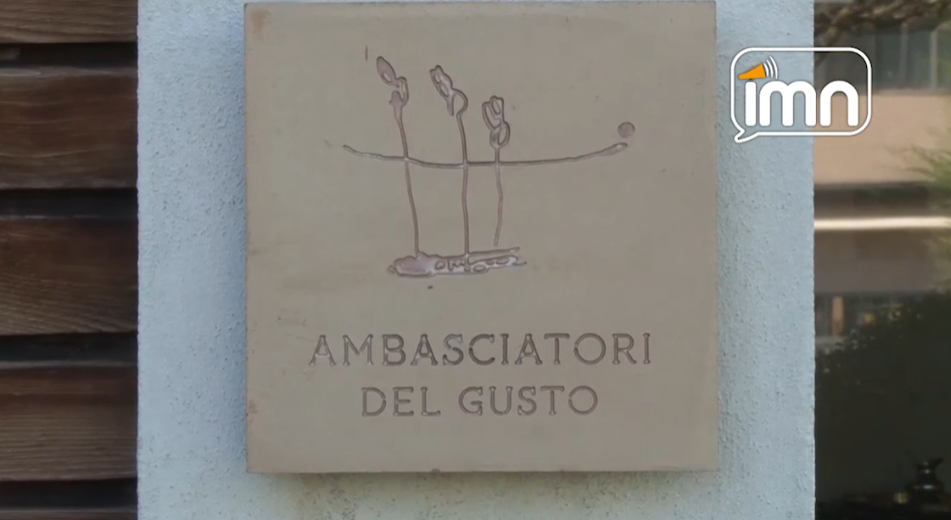 imn
AMBASCIATORI
DEL GUSTO